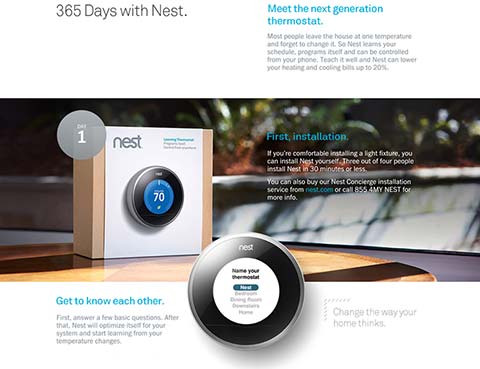 365 Days with Nest.
Meet the next generation
thermostat.
Most people leave the house at one temperature
and forget to change it. So Nest learns your
schedule, programs itself and can be controlled
from your phone. Teach it well and Nest can lower
your heating and cooling bills up to 20%.
DAY
1
nest
Learning Thermostat
Programs itself.
Control from anywhere.
nest
70
First, installation.
If you're comfortable installing a light fixture, you
can install Nest yourself. Three out of four people
install Nest in 30 minutes or less.
You can also buy our Nest Concierge installation
service from nest.com or call 855 4MY NEST for
more info.
nest
Name your
thermostat
Nest
Bedroom
Dining Room
Downstairs
Home
Get to know each other.
First, answer a few basic questions. After
that, Nest will optimize itself for your
system and start learning from your
temperature changes.
Change the way your
home thinks.